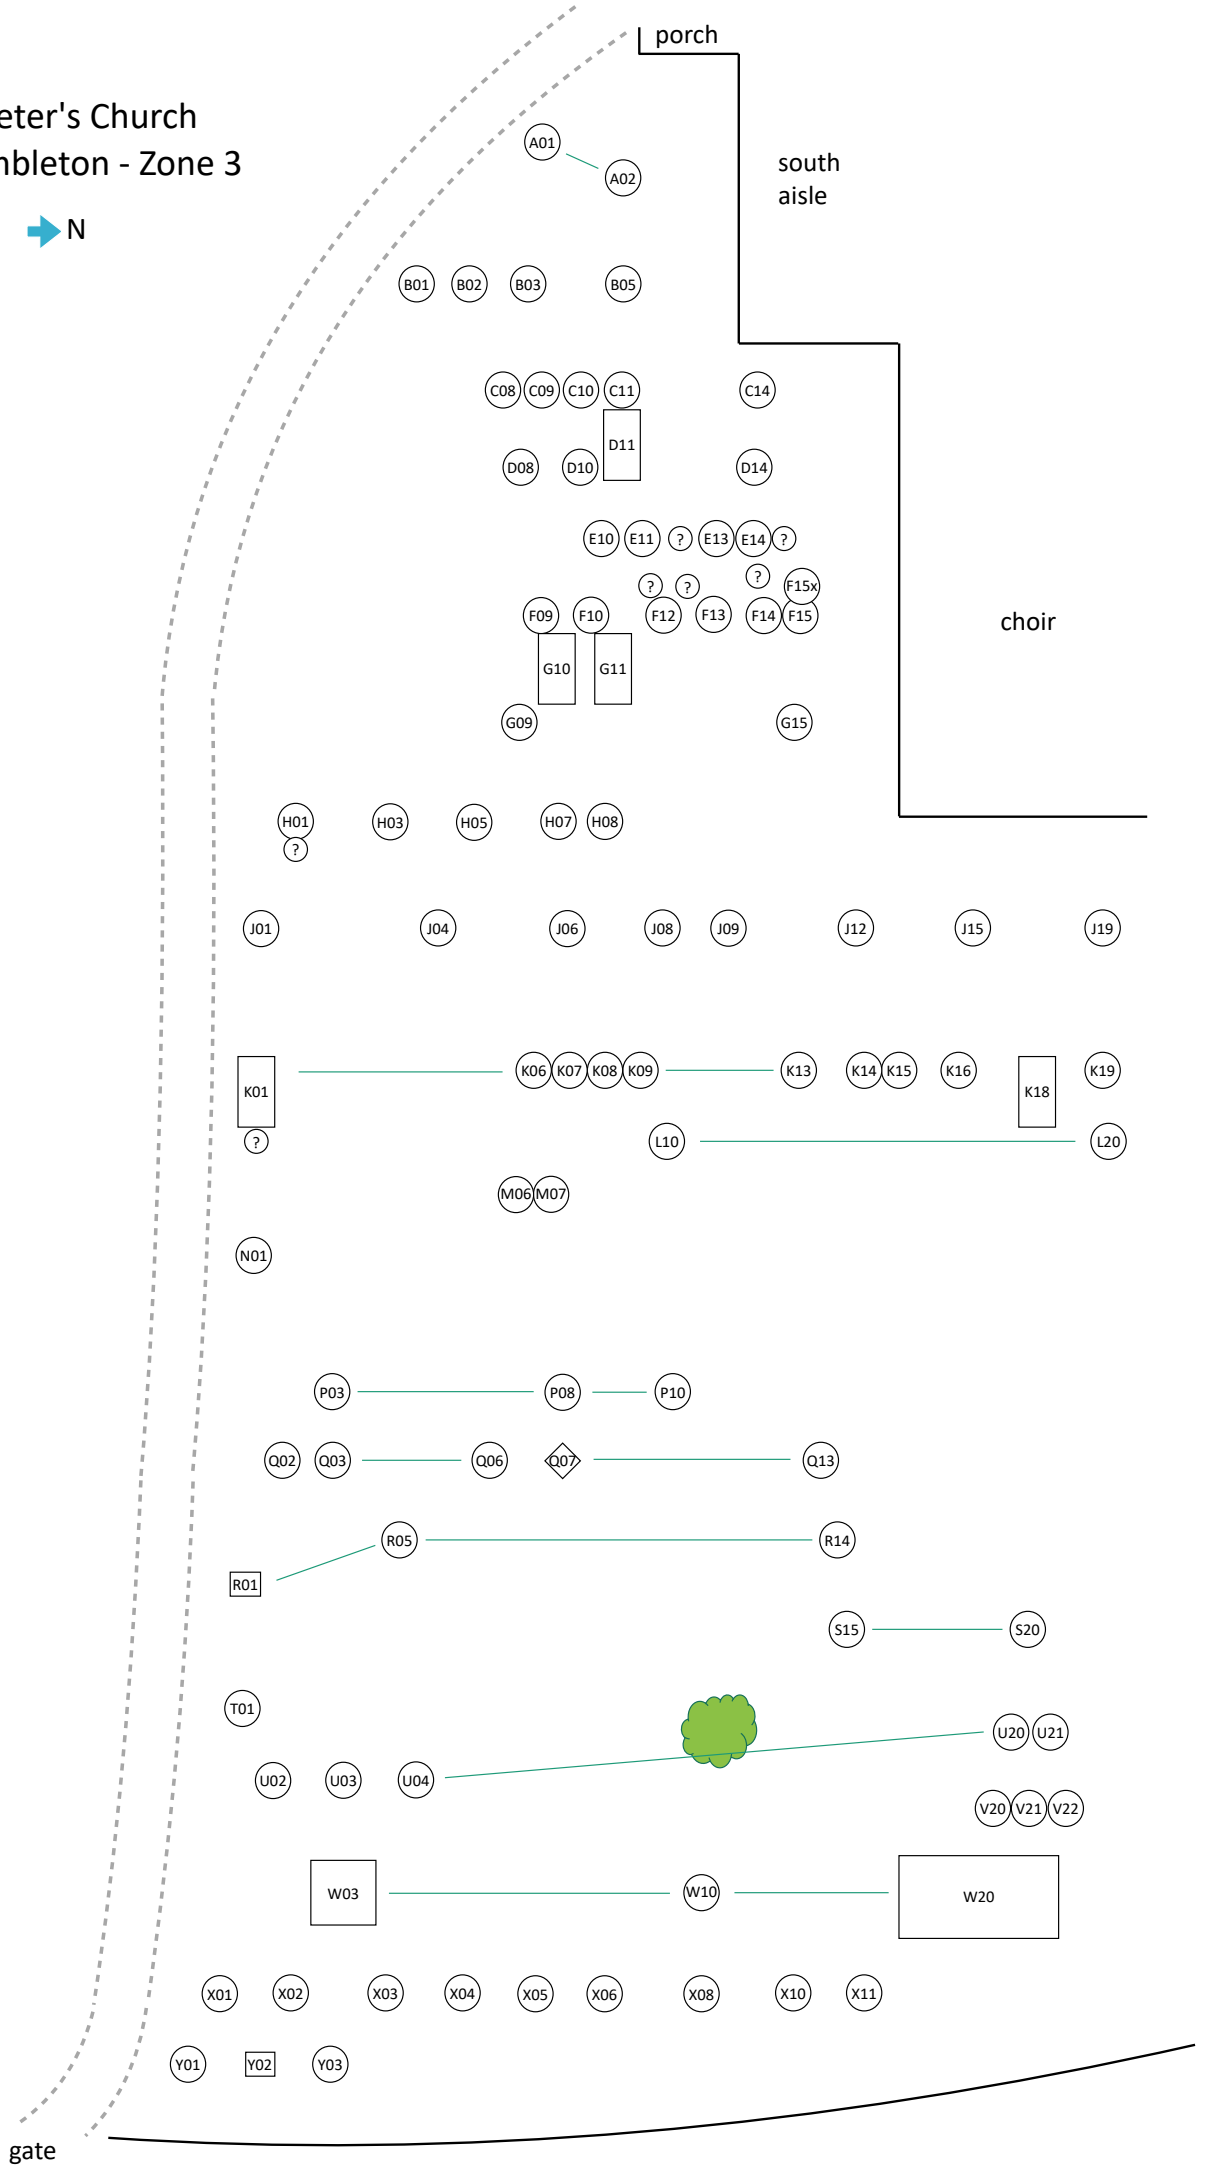 porch
eter's Church
A01
nbleton - Zone 3
south
aisle
A02
N
B01 B02 B03 B05
C08 C09 C10 C11 C14
D11
D08 D10 D14
E10 E11 ? E13 E14 ?
? ? ? F15x
F09 F10 F12 F13 F14 F15
choir
G10 G11
G09 G15
H01 H03 H05 H07 H08
?
J01 J04 J06 J08 J09 J12 J15 J19
K06 K07 K08 K09 K13 K14 K15 K16 K19
K01 K18
? L10 L20
M06 M07
N01
P03 P08 P10
Q02 Q03 Q06 Q07 Q13
R05 R14
R01
S15 S20
T01
U20 U21
U02 U03 U04
V20 V21 V22
W03 W10 W20
X01 X02 X03 X04 X05 X06 X08 X10 X11
Y01 Y02 Y03
gate